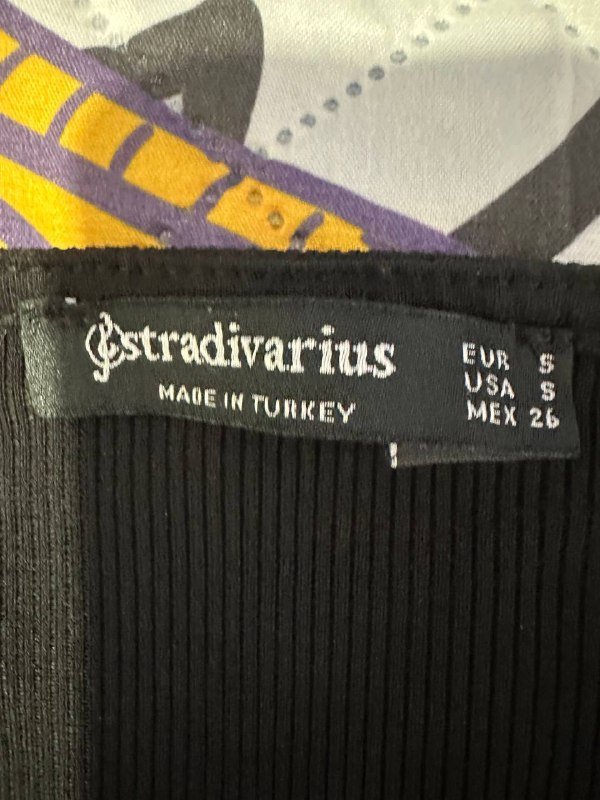 stradivarius
MADE IN TURKEY
EUR S
USA S
MEX 26